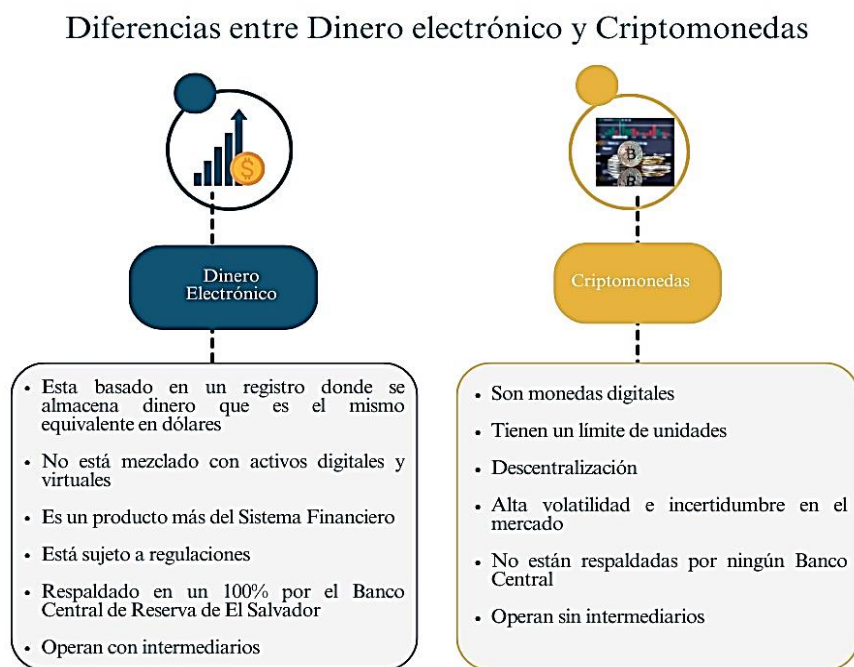 Diferencias entre Dinero electrónico y Criptomonedas
Dinero
Electrónico
• Esta basado en un registro donde se
almacena dinero que es el mismo
equivalente en dólares
• No está mezclado con activos digitales y
virtuales
• Es un producto más del Sistema Financiero
• Está sujeto a regulaciones
• Respaldado en un 100% por el Banco
Central de Reserva de El Salvador
• Operan con intermediarios
Criptomonedas
• Son monedas digitales
• Tienen un límite de unidades
• Descentralización
• Alta volatilidad e incertidumbre en el
mercado
• No están respaldadas por ningún Banco
Central
• Operan sin intermediarios